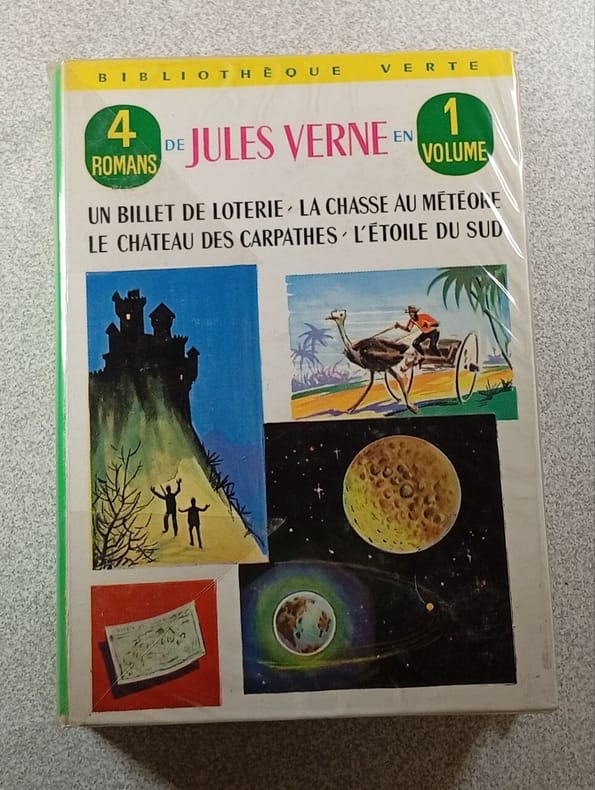 BIBLIOTHÈQUE VERTE
4 ROMANS
DE JULES VERNE EN
1 VOLUME
UN BILLET DE LOTERIE - LA CHASSE AU MÉTÉORE
LE CHATEAU DES CARPATHES - L'ÉTOILE DU SUD